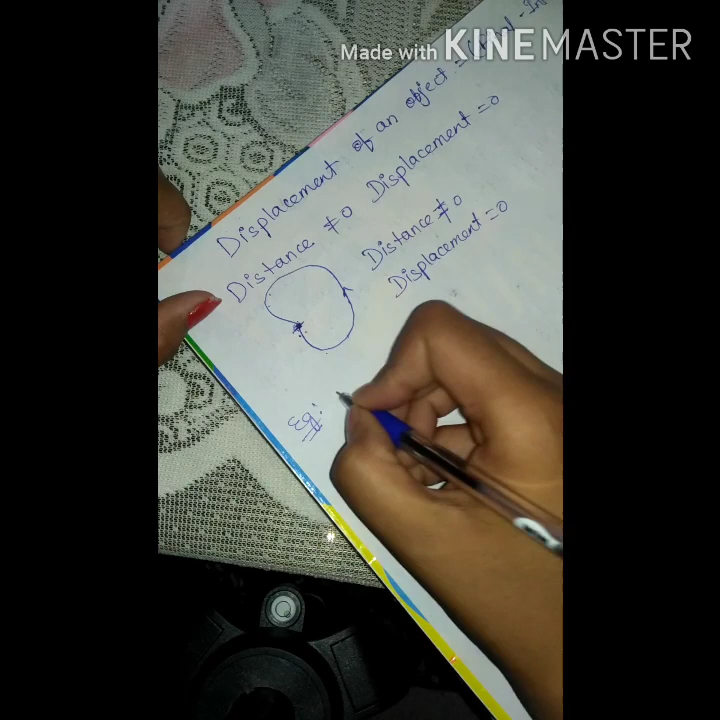 Made with KINEMASTER
Displacement of an object =
Distance ≠ 0 Displacement = 0
Distance ≠ 0
Displacement = 0
Eg: